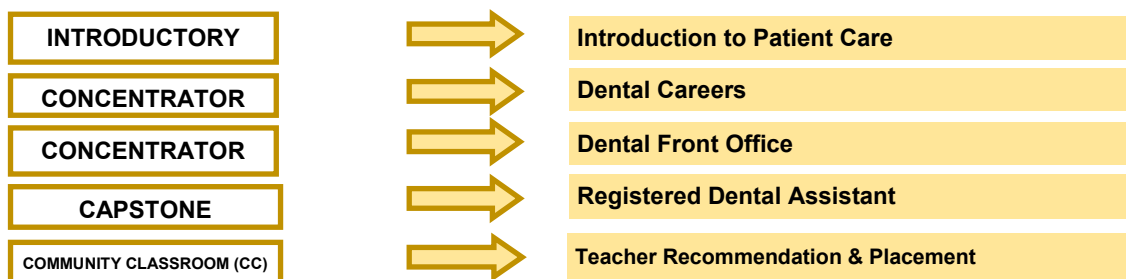 INTRODUCTORY
Introduction to Patient Care
CONCENTRATOR
Dental Careers
CONCENTRATOR
Dental Front Office
CAPSTONE
Registered Dental Assistant
COMMUNITY CLASSROOM (CC)
Teacher Recommendation & Placement